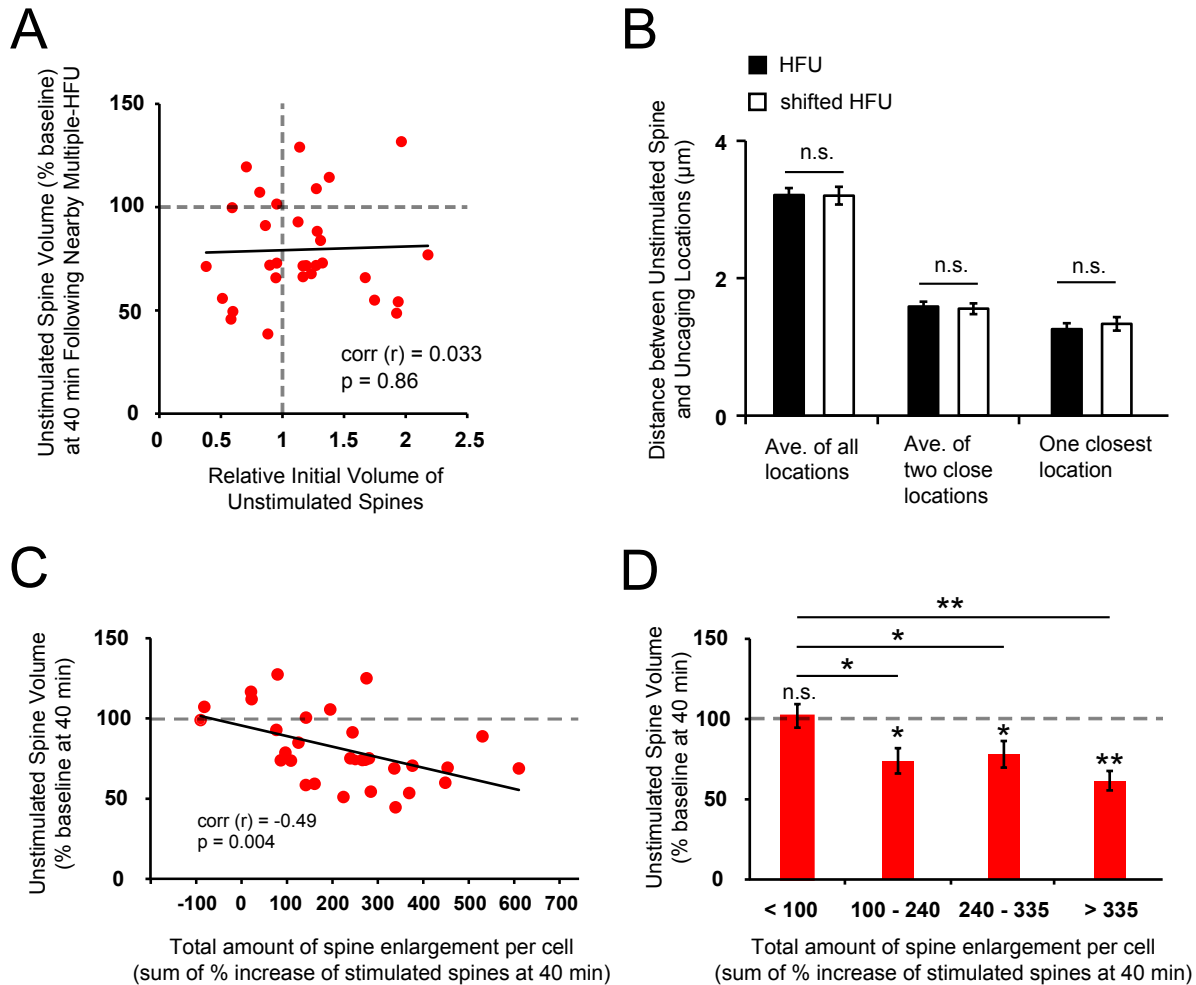 A
Unstimulated Spine Volume (% baseline)
at 40 min Following Nearby Multiple-HFU
150
100
50
0
corr (r) = 0.033
p = 0.86
0
0.5
1
1.5
2
2.5
Relative Initial Volume of
Unstimulated Spines
B
HFU
shifted HFU
Distance between Unstimulated Spine
and Uncaging Locations (µm)
4
2
0
n.s.
n.s.
n.s.
Ave. of all
locations
Ave. of
two close
locations
One closest
location
C
Unstimulated Spine Volume
(% baseline at 40 min)
150
100
50
0
corr (r) = -0.49
p = 0.004
-100
0
100
200
300
400
500
600
700
Total amount of spine enlargement per cell
(sum of % increase of stimulated spines at 40 min)
D
Unstimulated Spine Volume
(% baseline at 40 min)
150
100
50
0
**
*
*
n.s.
*
*
**
< 100
100 - 240
240 - 335
> 335
Total amount of spine enlargement per cell
(sum of % increase of stimulated spines at 40 min)